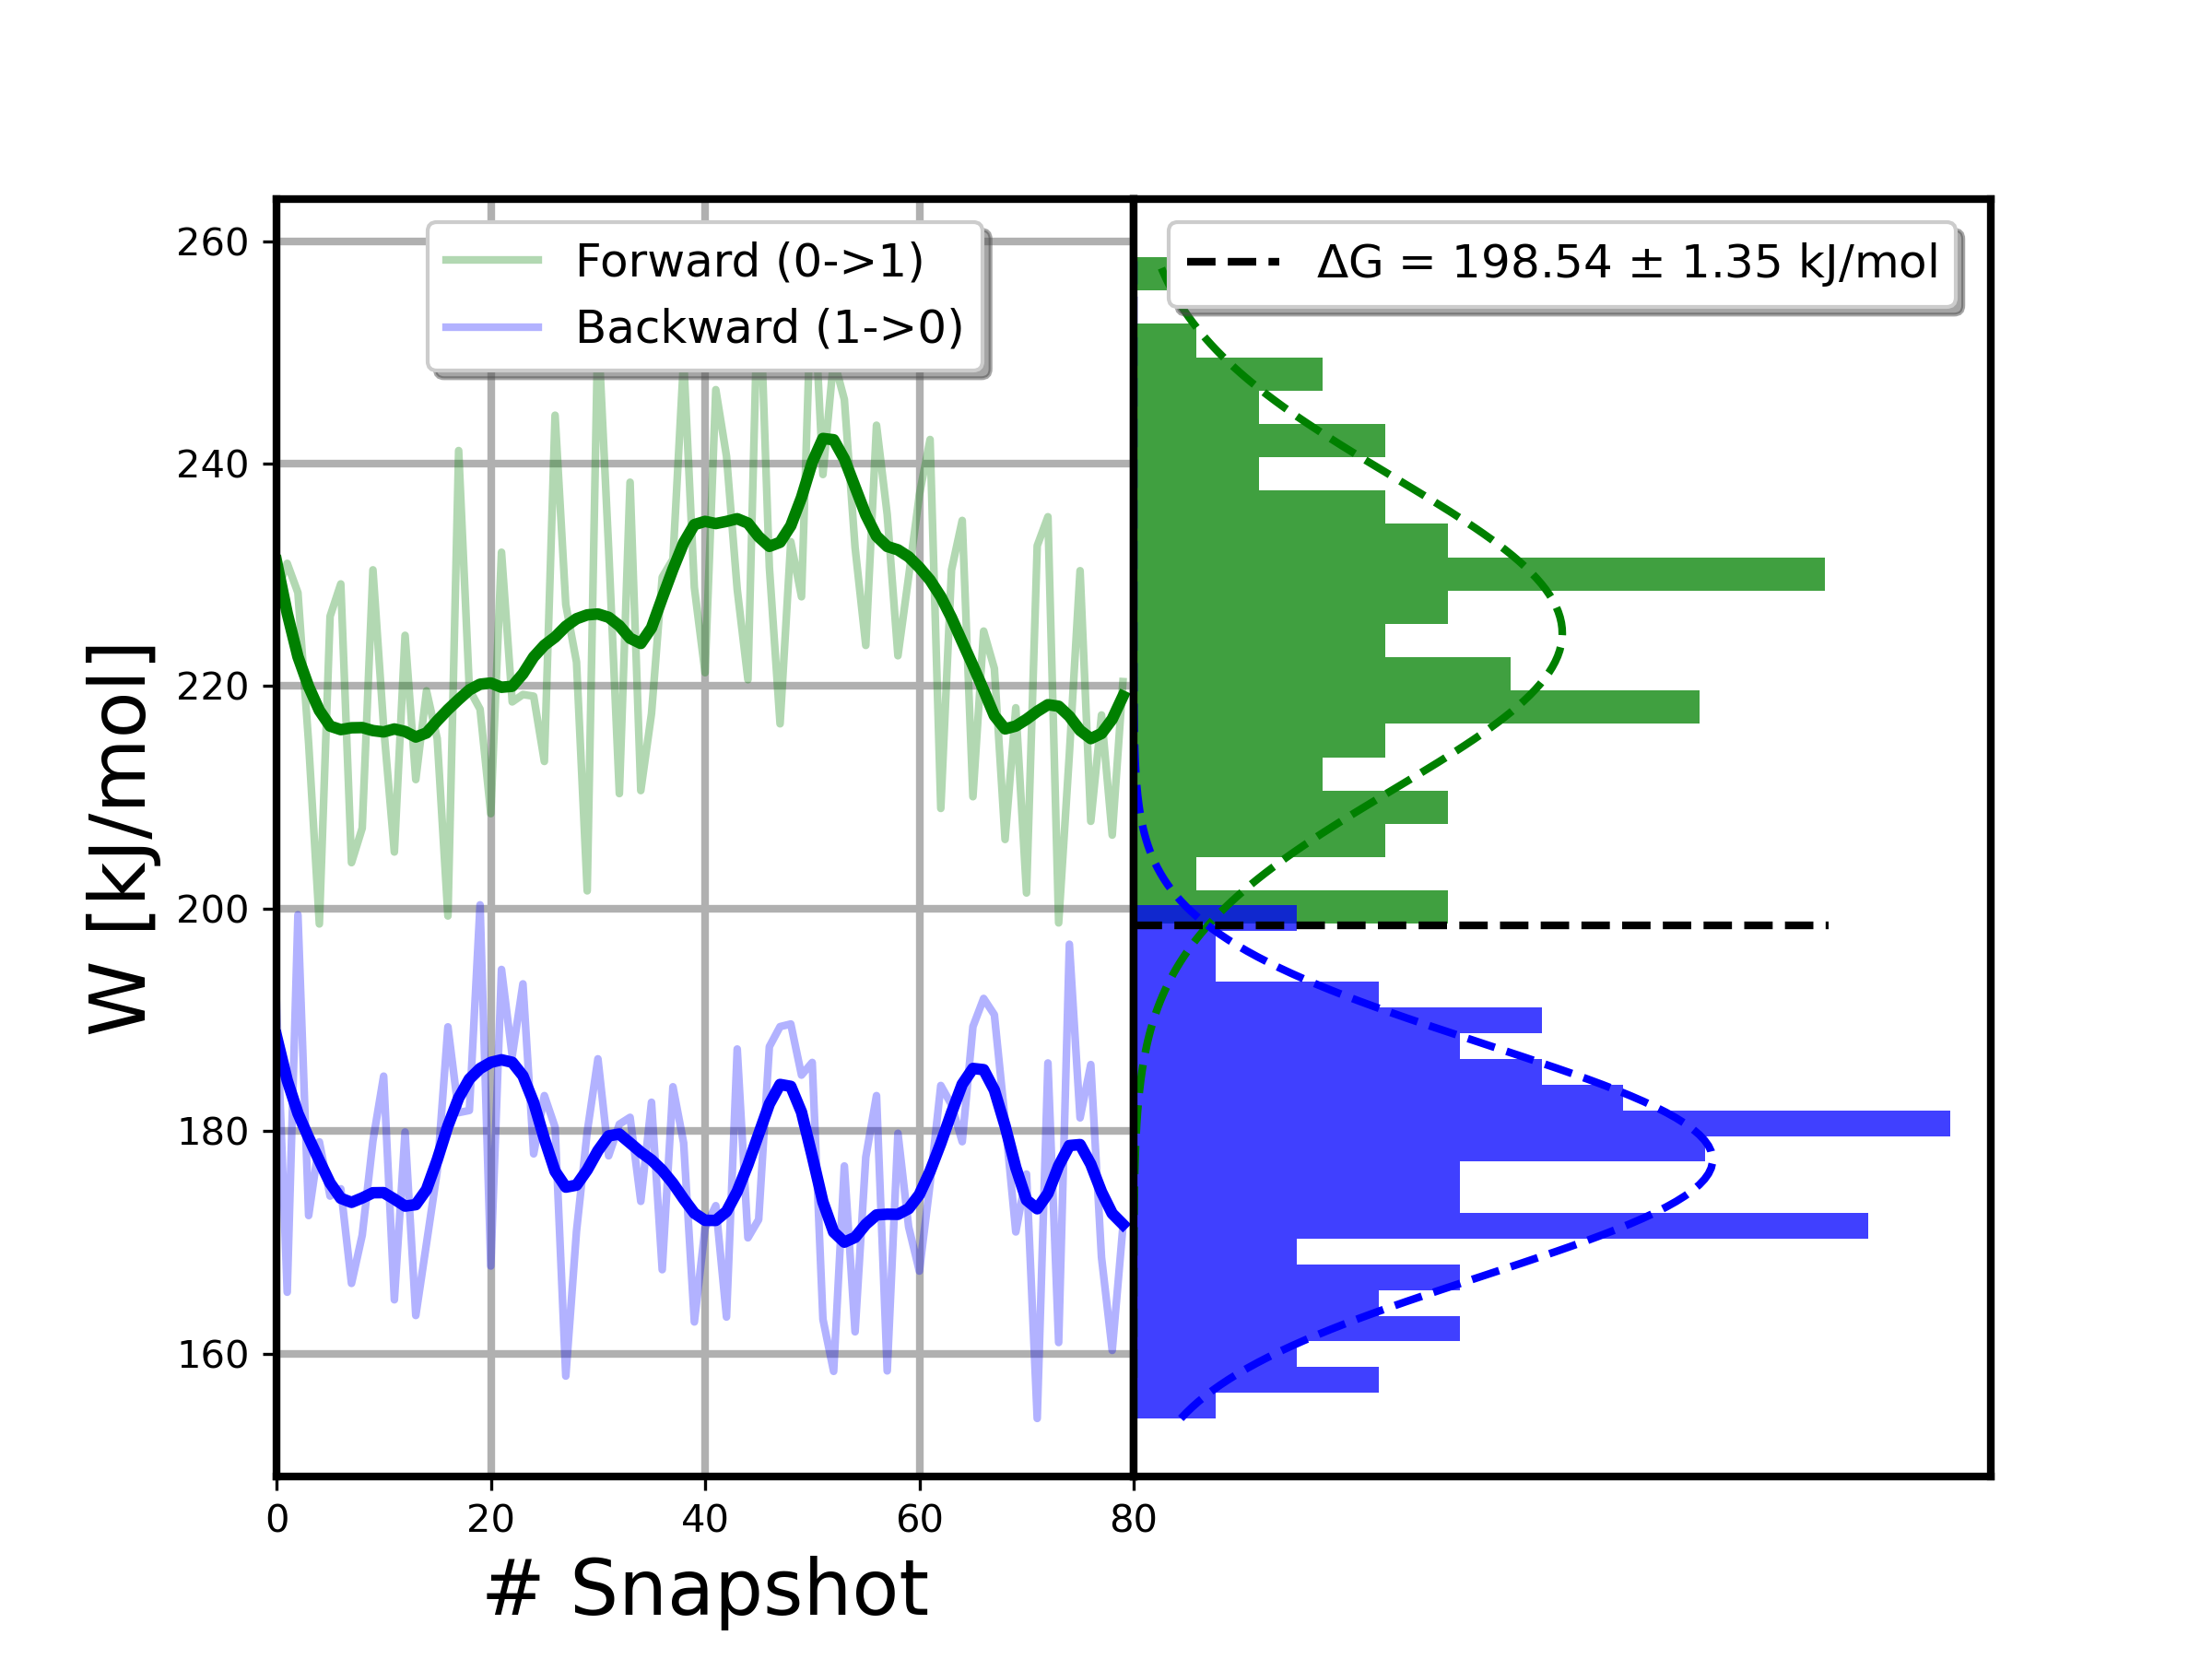 260
240
220
200
180
160
W [kJ/mol]
Forward (0->1)
Backward (1->0)
ΔG = 198.54 ± 1.35 kJ/mol
0 20 40 60 80
# Snapshot